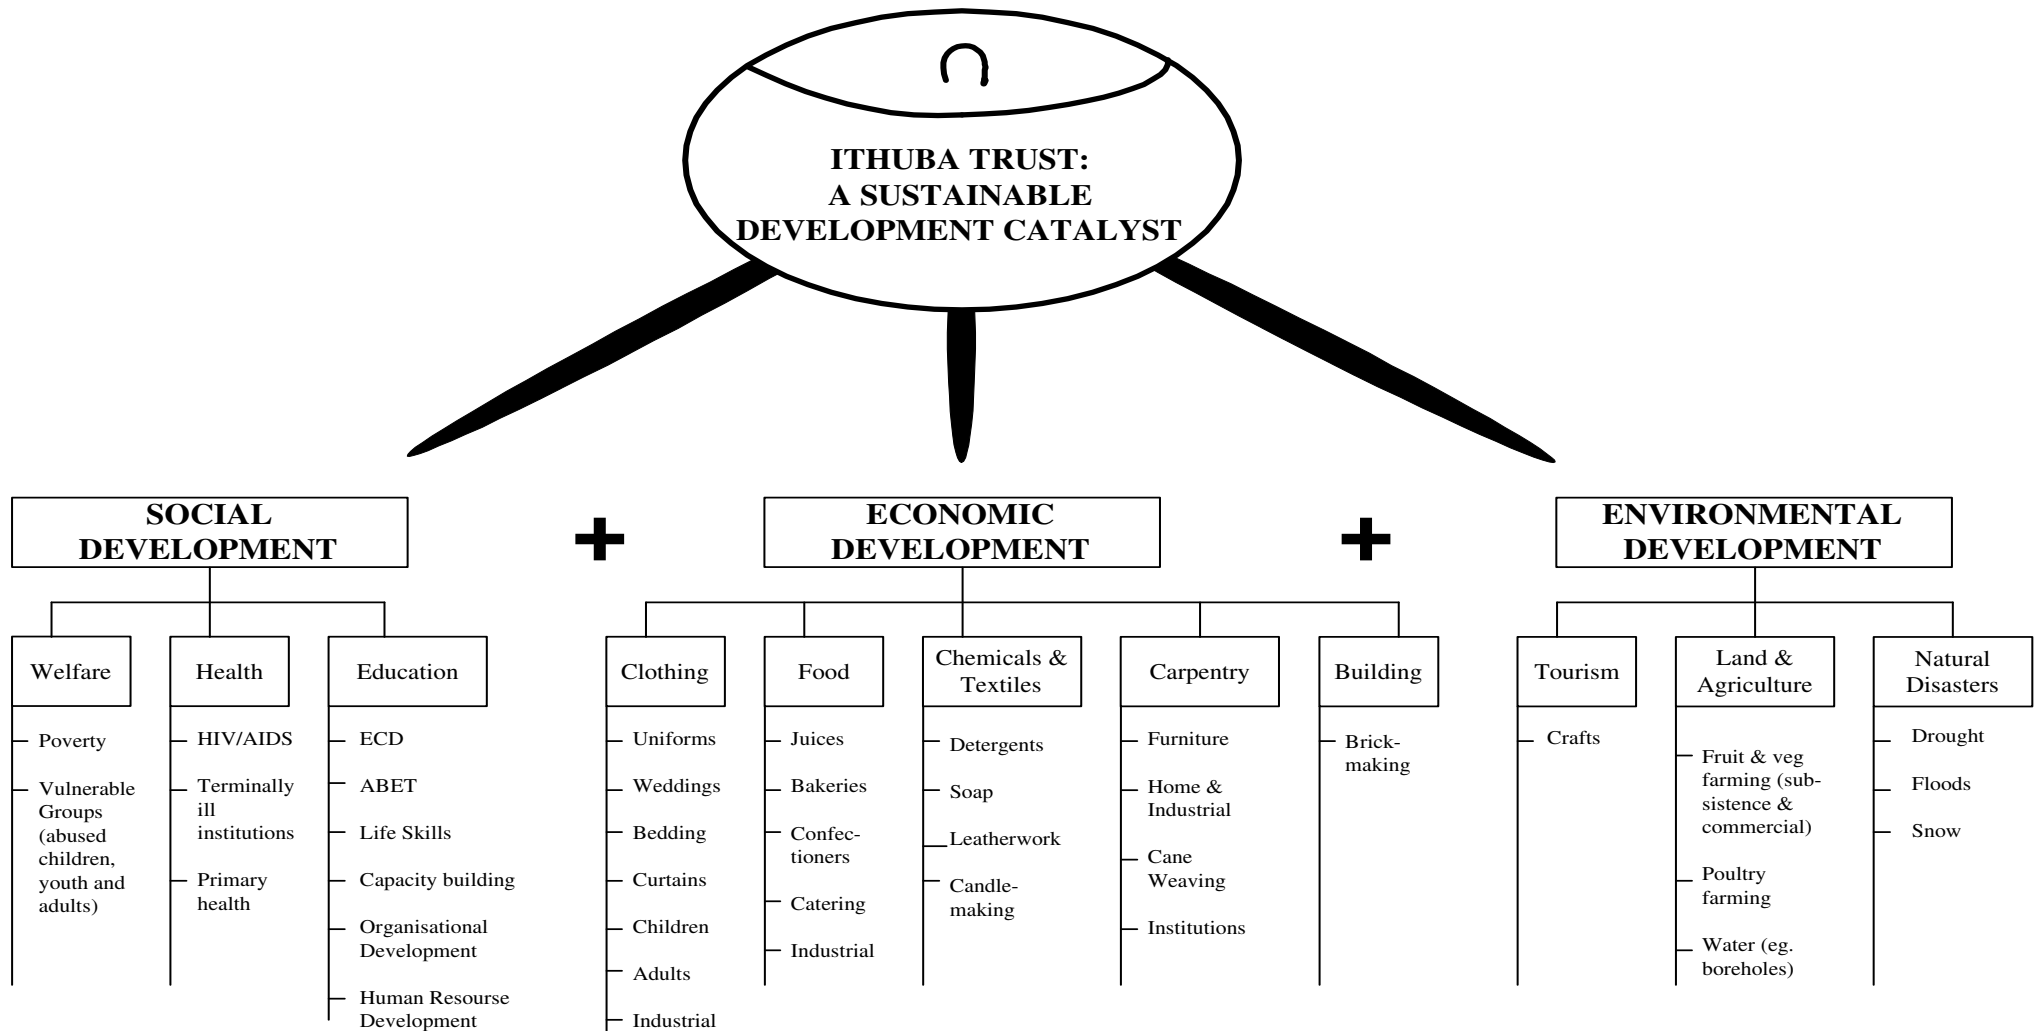 ITHUBA TRUST:
A SUSTAINABLE
DEVELOPMENT CATALYST
SOCIAL
DEVELOPMENT
+
ECONOMIC
DEVELOPMENT
+
ENVIRONMENTAL
DEVELOPMENT
Welfare
Poverty
Vulnerable
Groups
(abused
children,
youth and
adults)
Health
HIV/AIDS
Terminally
ill
institutions
Primary
health
Education
ECD
ABET
Life Skills
Capacity building
Organisational
Development
Human Resourse
Development
Clothing
Uniforms
Weddings
Bedding
Curtains
Children
Adults
Industrial
Food
Juices
Bakeries
Confec-
tioners
Catering
Industrial
Chemicals &
Textiles
Detergents
Soap
Leatherwork
Candle-
making
Carpentry
Furniture
Home &
Industrial
Cane
Weaving
Institutions
Building
Brick-
making
Tourism
Crafts
Land &
Agriculture
Fruit & veg
farming (sub-
sistence &
commercial)
Poultry
farming
Water (eg.
boreholes)
Natural
Disasters
Drought
Floods
Snow